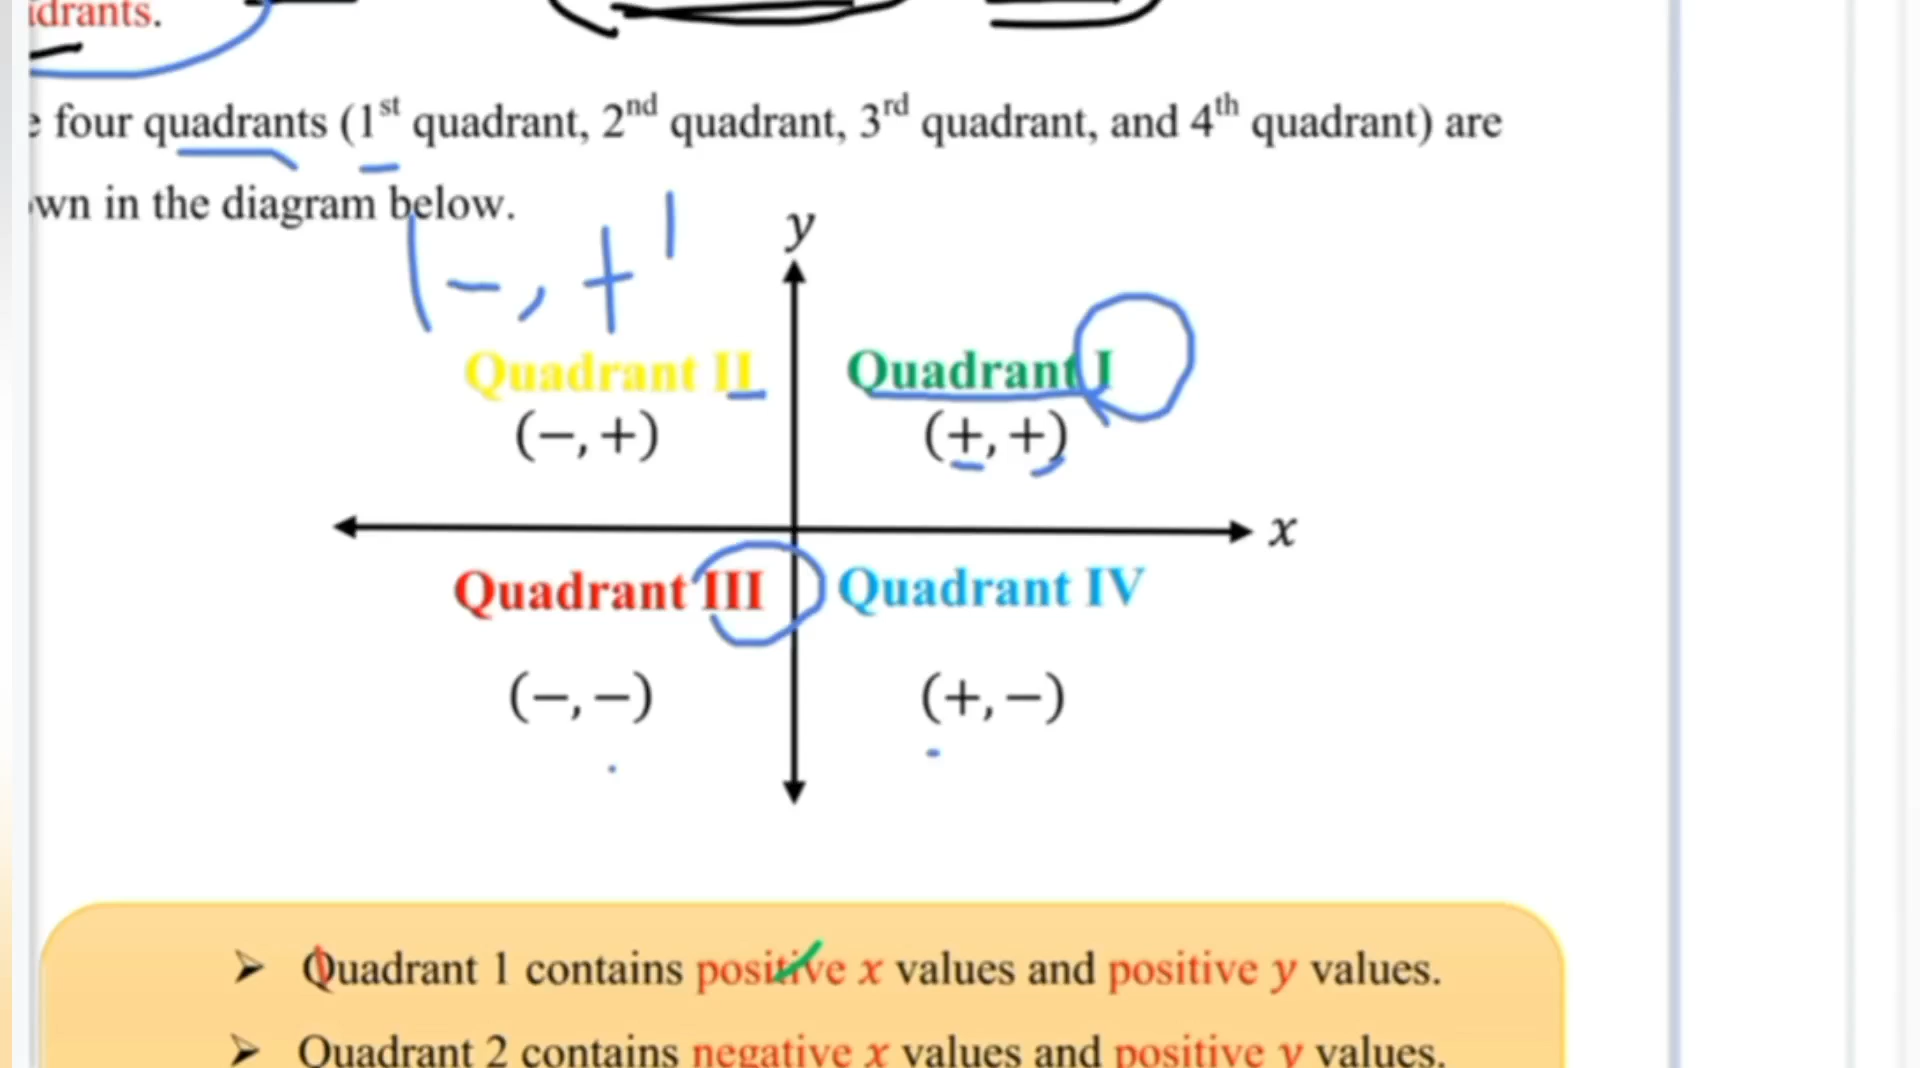 drants.
e four quadrants (1st quadrant, 2nd quadrant, 3rd quadrant, and 4th quadrant) are
wn in the diagram below.
(-, +)
y
Quadrant II Quadrant I
(−, +) (+, +)
x
Quadrant III Quadrant IV
(−, −) (+, −)
➢ Quadrant 1 contains positive x values and positive y values.
➢ Quadrant 2 contains negative x values and positive y values.